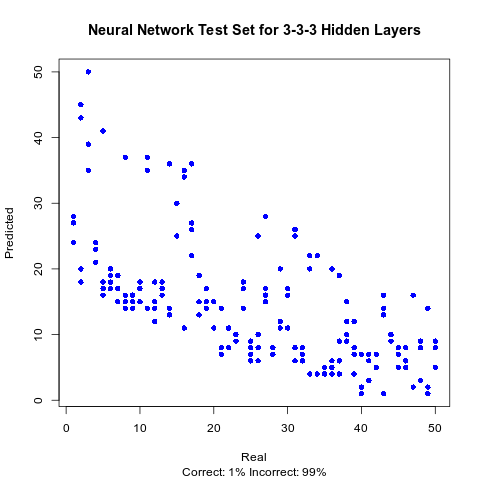 Neural Network Test Set for 3-3-3 Hidden Layers
50
40
30
20
10
0
Predicted
0 10 20 30 40 50
Real
Correct: 1% Incorrect: 99%